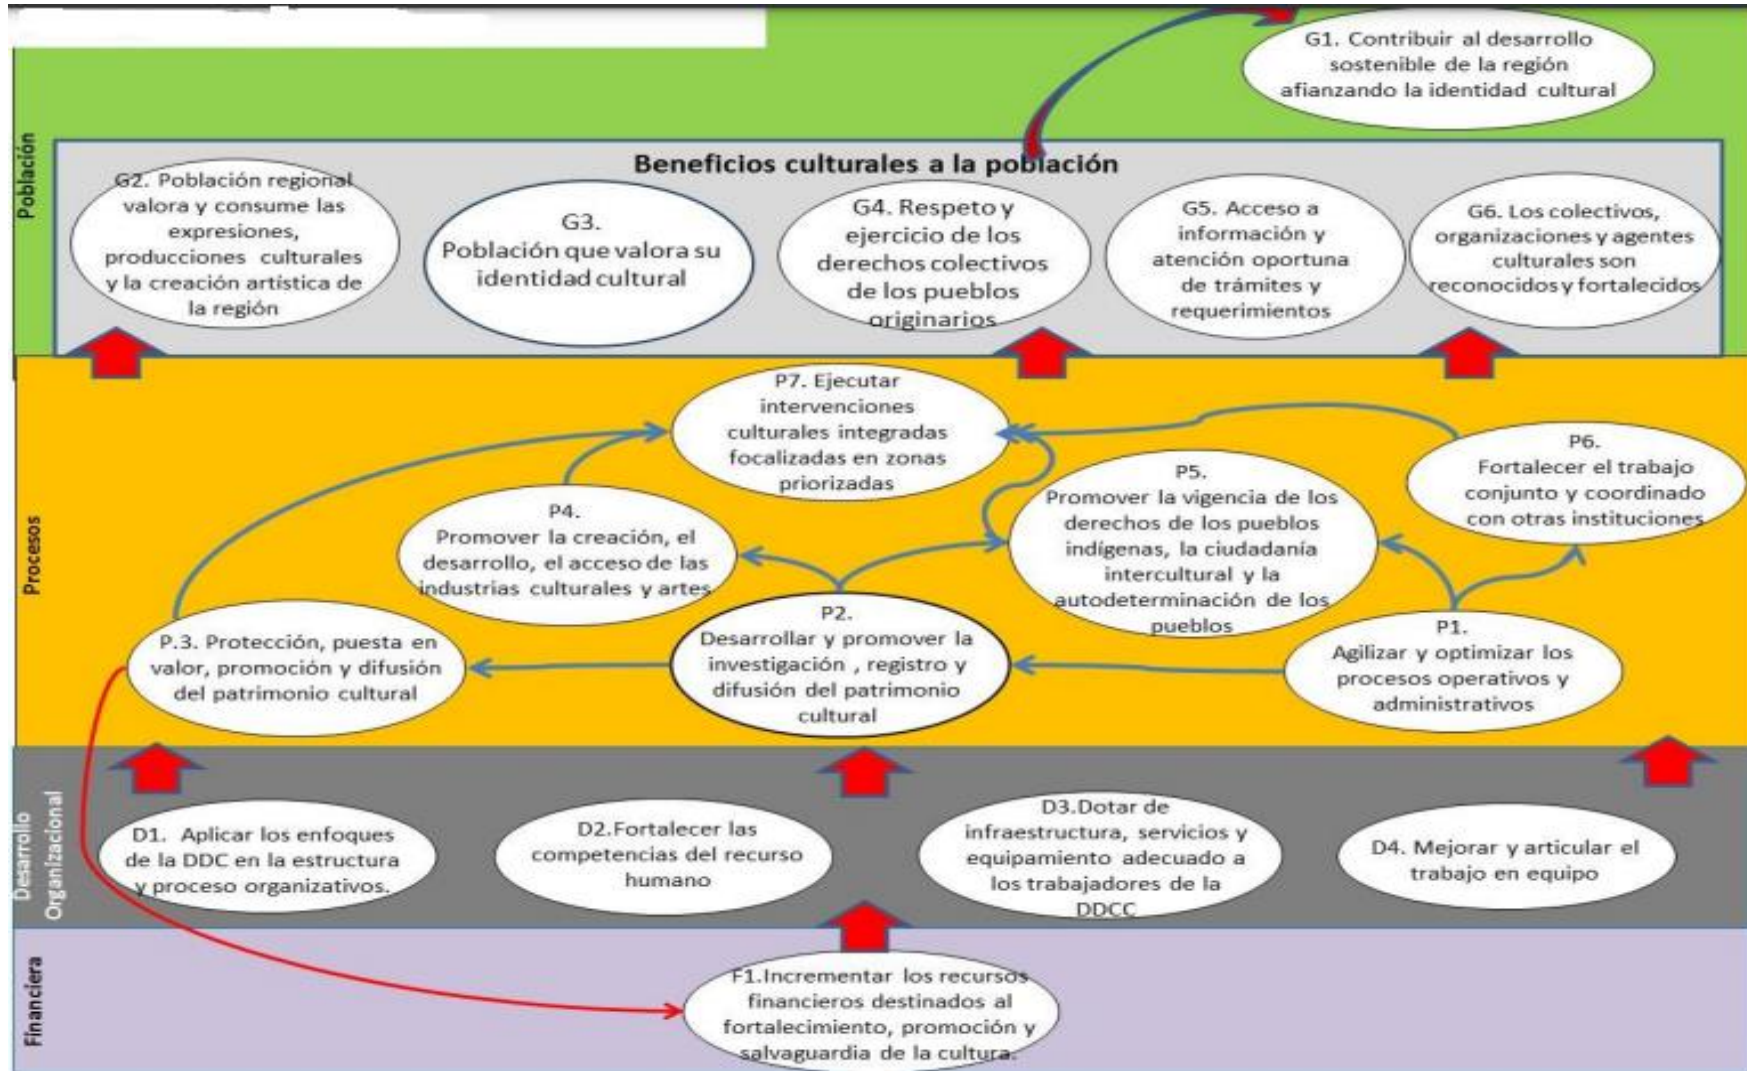 G1. Contribuir al desarrollo
sostenible de la región
afianzando la identidad cultural
Población
Beneficios culturales a la población
G2. Población regional
valora y consume las
expresiones,
producciones culturales
y la creación artística de
la región
G3.
Población que valora su
identidad cultural
G4. Respeto y
ejercicio de los
derechos colectivos
de los pueblos
originarios
G5. Acceso a
información y
atención oportuna
de trámites y
requerimientos
G6. Los colectivos,
organizaciones y agentes
culturales son
reconocidos y fortalecidos
Procesos
P7. Ejecutar
intervenciones
culturales integradas
focalizadas en zonas
priorizadas
P4.
Promover la creación, el
desarrollo, el acceso de las
industrias culturales y artes
P5.
Promover la vigencia de los
derechos de los pueblos
indígenas, la ciudadanía
intercultural y la
autodeterminación de los
pueblos
P6.
Fortalecer el trabajo
conjunto y coordinado
con otras instituciones
P.3. Protección, puesta en
valor, promoción y difusión
del patrimonio cultural
P2.
Desarrollar y promover la
investigación , registro y
difusión del patrimonio
cultural
P1.
Agilizar y optimizar los
procesos operativos y
administrativos
Desarrollo
Organizacional
D1. Aplicar los enfoques
de la DDC en la estructura
y proceso organizativos.
D2.Fortalecer las
competencias del recurso
humano
D3.Dotar de
infraestructura, servicios y
equipamiento adecuado a
los trabajadores de la
DDCC
D4. Mejorar y articular el
trabajo en equipo
Financiera
F1.Incrementar los recursos
financieros destinados al
fortalecimiento, promoción y
salvaguardia de la cultura.